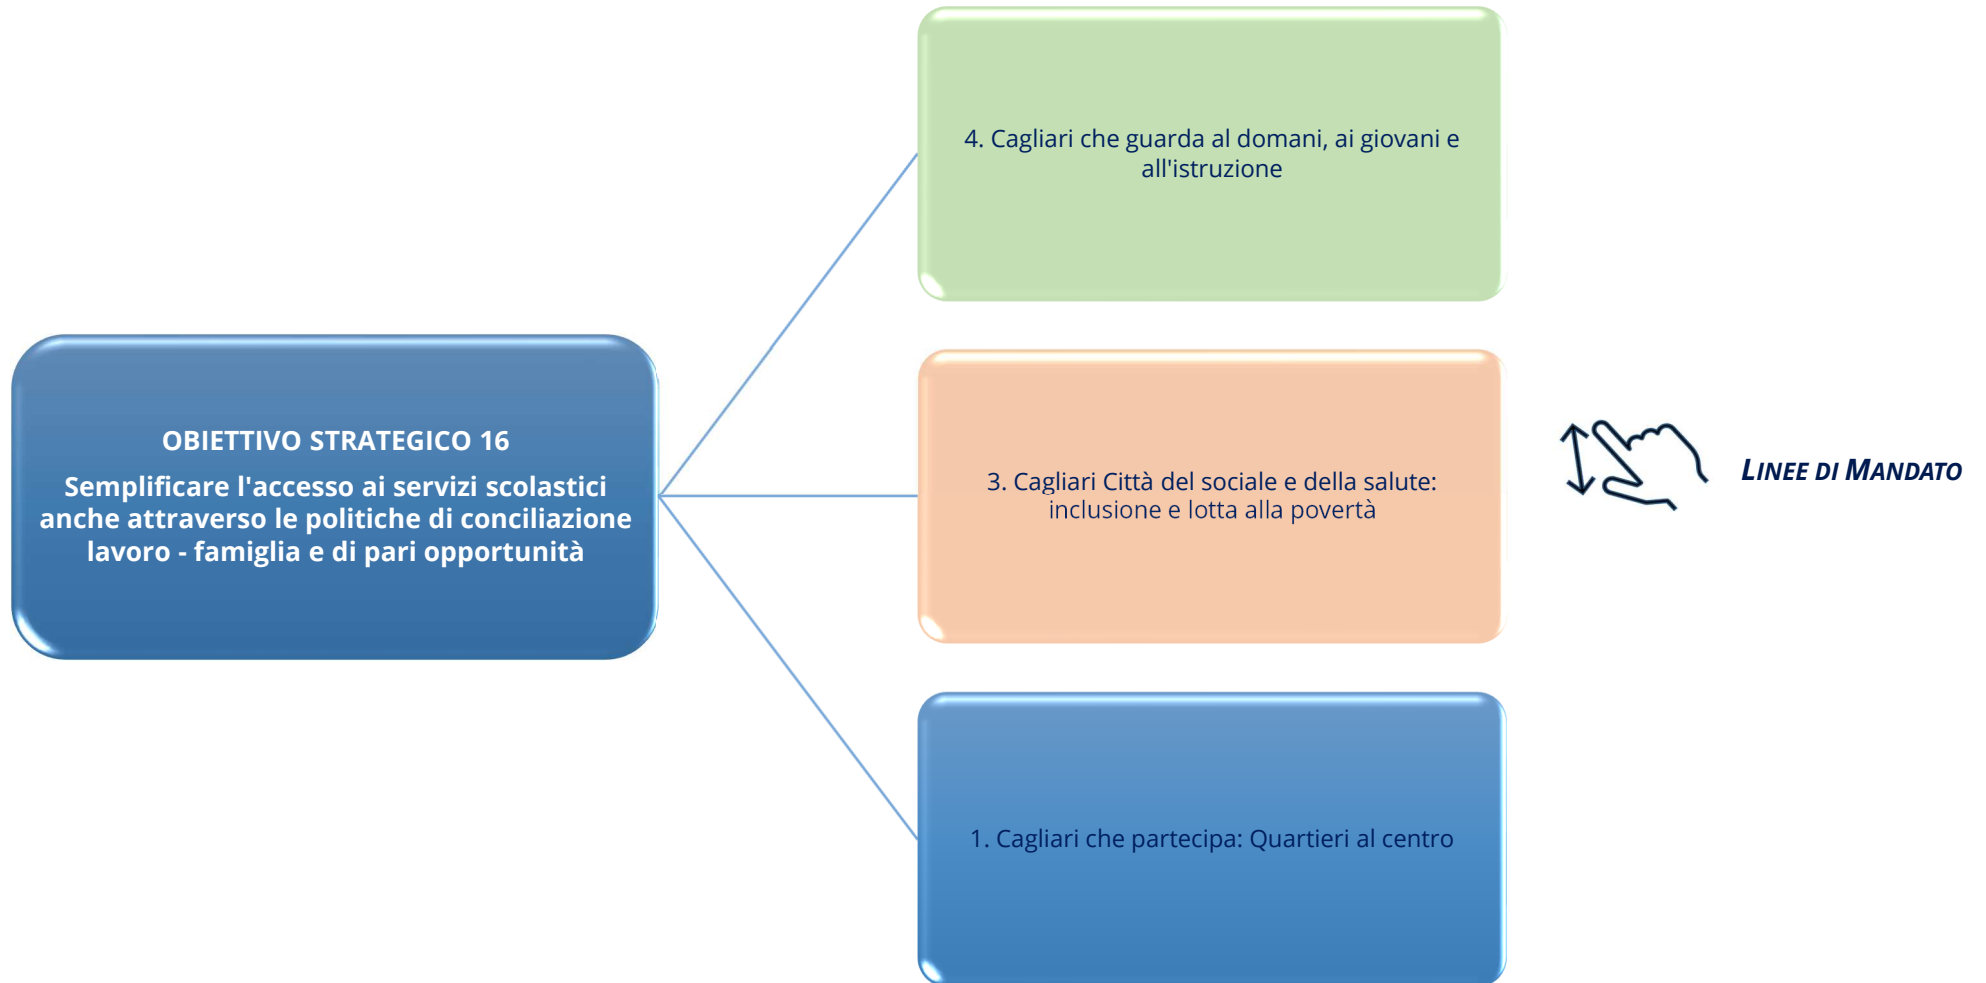 4. Cagliari che guarda al domani, ai giovani e
all'istruzione
OBIETTIVO STRATEGICO 16
Semplificare l'accesso ai servizi scolastici
anche attraverso le politiche di conciliazione
lavoro - famiglia e di pari opportunità
3. Cagliari Città del sociale e della salute:
inclusione e lotta alla povertà
LINEE DI MANDATO
1. Cagliari che partecipa: Quartieri al centro